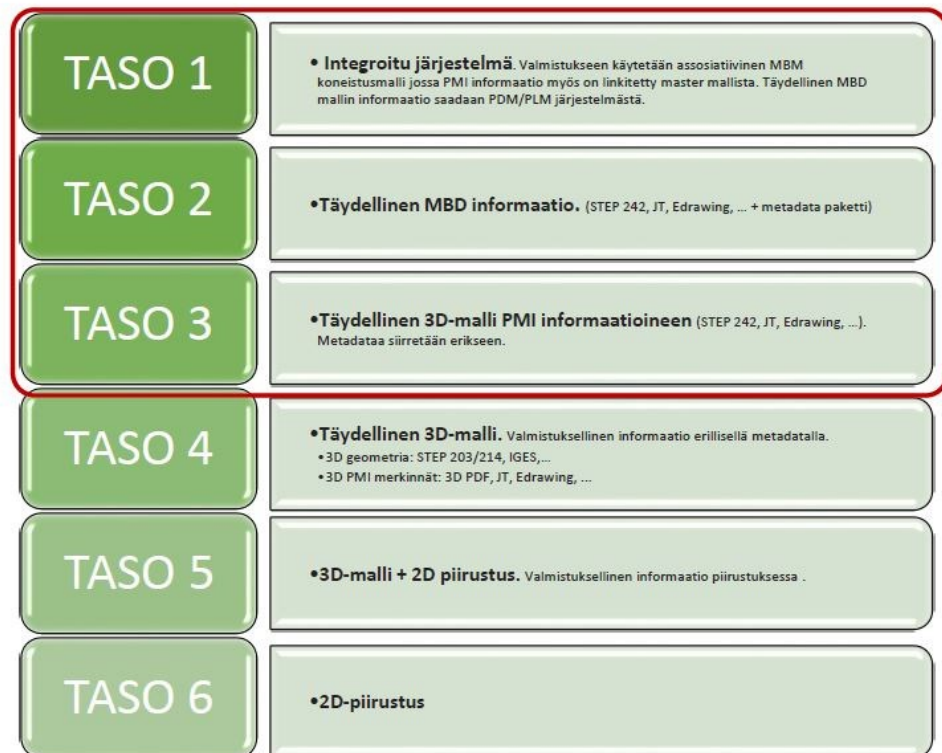 TASO 1
• Integroitu järjestelmä. Valmistukseen käytetään assosiatiivinen MBM
koneistusmalli jossa PMI informaatio myös on linkitetty master mallista. Täydellinen MBD
mallin informaatio saadaan PDM/PLM järjestelmästä.
TASO 2
•Täydellinen MBD informaatio. (STEP 242, JT, Edrawing, ... + metadata paketti)
TASO 3
•Täydellinen 3D-malli PMI informaatioineen (STEP 242, JT, Edrawing, ...).
Metadataa siirretään erikseen.
TASO 4
•Täydellinen 3D-malli. Valmistuksellinen informaatio erillisellä metadatalla.
•3D geometria: STEP 203/214, IGES,...
•3D PMI merkinnät: 3D PDF, JT, Edrawing, ...
TASO 5
•3D-malli + 2D piirustus. Valmistuksellinen informaatio piirustuksessa .
TASO 6
•2D-piirustus